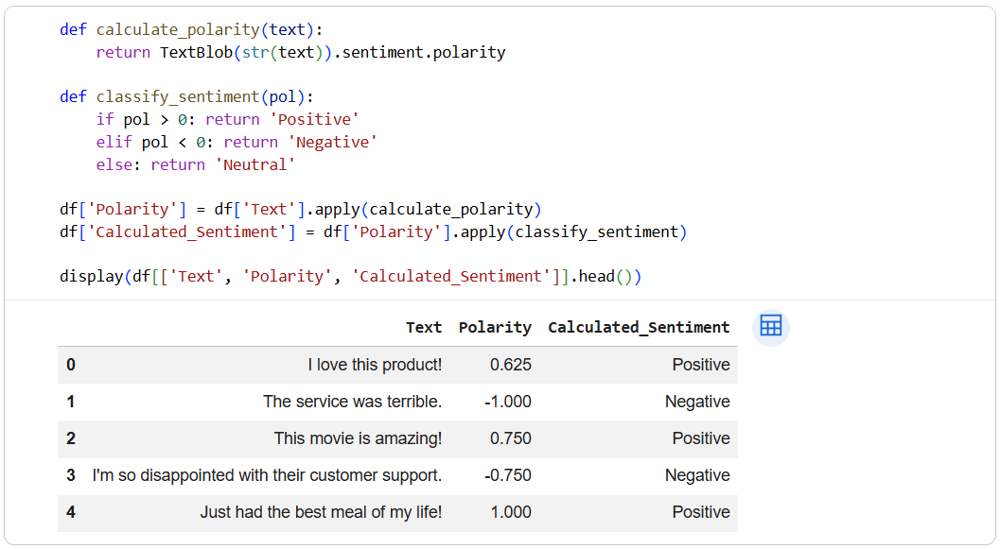 def calculate_polarity(text):
    return TextBlob(str(text)).sentiment.polarity
def classify_sentiment(pol):
    if pol > 0: return 'Positive'
    elif pol < 0: return 'Negative'
    else: return 'Neutral'
df['Polarity'] = df['Text'].apply(calculate_polarity)
df['Calculated_Sentiment'] = df['Polarity'].apply(classify_sentiment)
display(df[['Text', 'Polarity', 'Calculated_Sentiment']].head())
Text Polarity Calculated_Sentiment
0 I love this product! 0.625 Positive
1 The service was terrible. -1.000 Negative
2 This movie is amazing! 0.750 Positive
3 I'm so disappointed with their customer support. -0.750 Negative
4 Just had the best meal of my life! 1.000 Positive